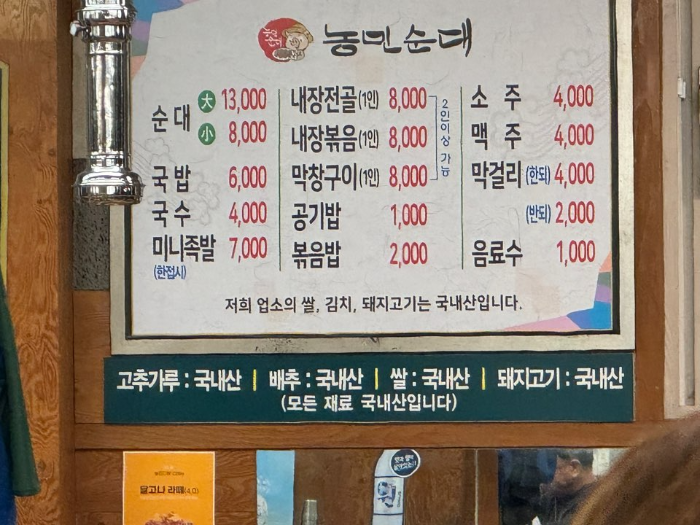 농민순대
순대 大 13,000
小 8,000
국밥 6,000
국수 4,000
미니족발 7,000
(한접시)
내장전골(1인) 8,000
내장볶음(1인) 8,000
막창구이(1인) 8,000
2인이상 가능
공기밥 1,000
볶음밥 2,000
소주 4,000
맥주 4,000
막걸리 (한되) 4,000
(반되) 2,000
음료수 1,000
저희 업소의 쌀, 김치, 돼지고기는 국내산입니다.
고추가루 : 국내산 | 배추 : 국내산 | 쌀 : 국내산 | 돼지고기 : 국내산
(모든 재료 국내산입니다)
달고나 라떼